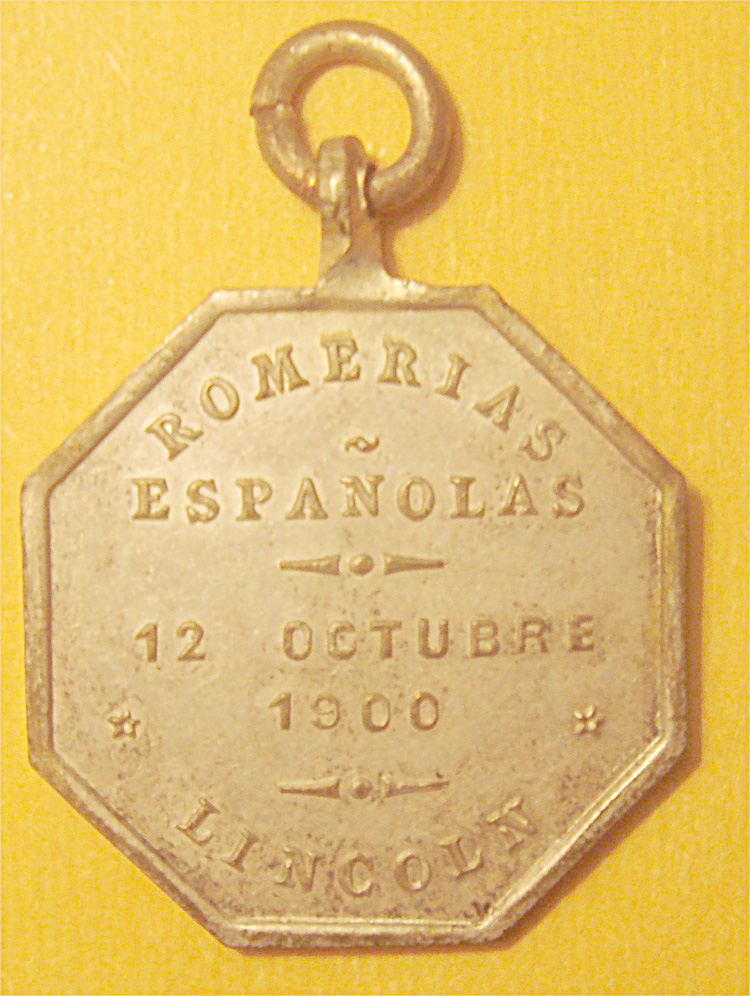 ROMERIAS
ESPAÑOLAS
12 OCTUBRE
1900
LINCOLN